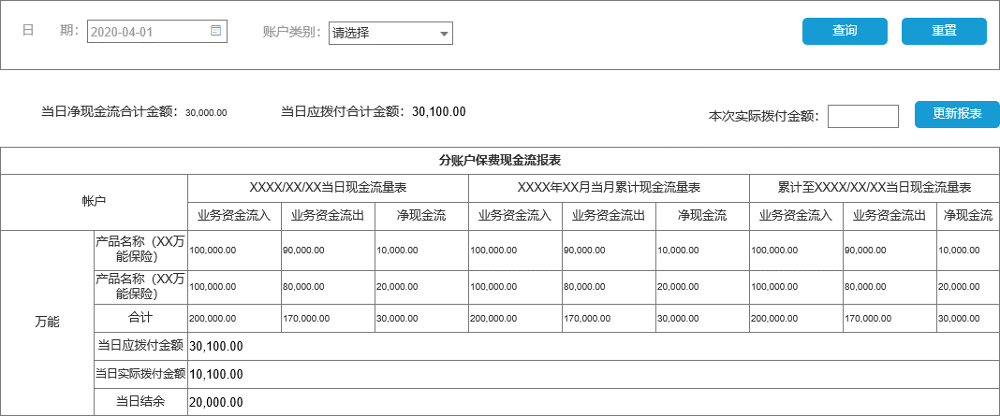 日 期： 2020-04-01 账户类别： 请选择 查询 重置
当日净现金流合计金额：30,000.00 当日应拨付合计金额：30,100.00 本次实际拨付金额： 更新报表
分账户保费现金流报表
帐户 XXXX/XX/XX当日现金流量表 XXXX年XX月当月累计现金流量表 累计至XXXX/XX/XX当日现金流量表
业务资金流入 业务资金流出 净现金流 业务资金流入 业务资金流出 净现金流 业务资金流入 业务资金流出 净现金流
万能
产品名称（XX万
能保险） 100,000.00 90,000.00 10,000.00 100,000.00 90,000.00 10,000.00 100,000.00 90,000.00 10,000.00
产品名称（XX万
能保险） 100,000.00 80,000.00 20,000.00 100,000.00 80,000.00 20,000.00 100,000.00 80,000.00 20,000.00
合计 200,000.00 170,000.00 30,000.00 200,000.00 170,000.00 30,000.00 200,000.00 170,000.00 30,000.00
当日应拨付金额 30,100.00
当日实际拨付金额 10,100.00
当日结余 20,000.00